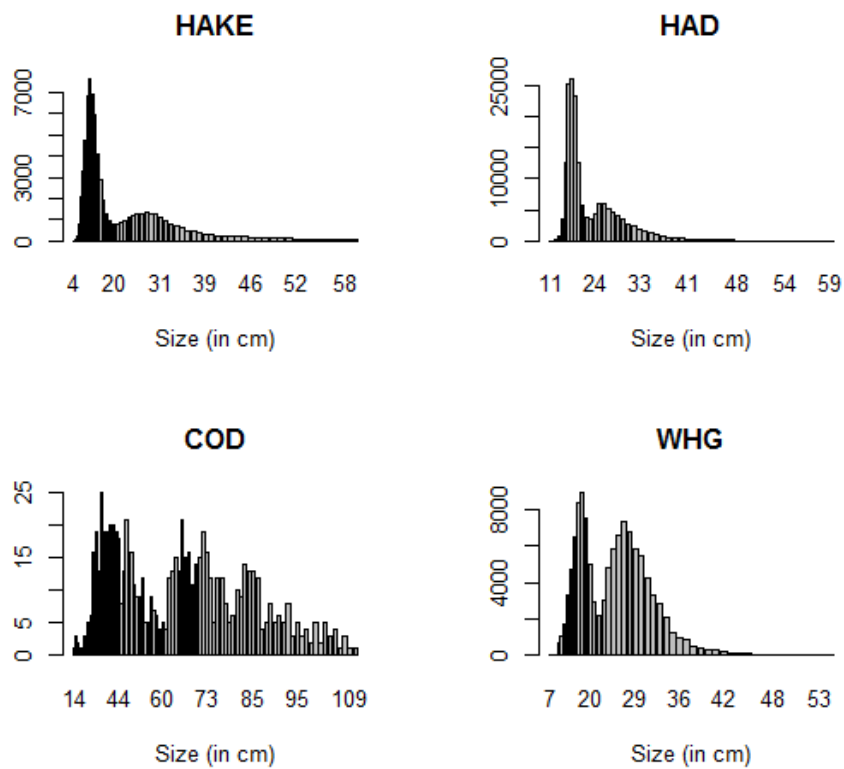 HAKE
7000
3000
0
4 20 31 39 46 52 58
Size (in cm)
HAD
25000
10000
0
11 24 33 41 48 54 59
Size (in cm)
COD
25
15
5
0
14 44 60 73 85 95 109
Size (in cm)
WHG
8000
4000
0
7 20 29 36 42 48 53
Size (in cm)